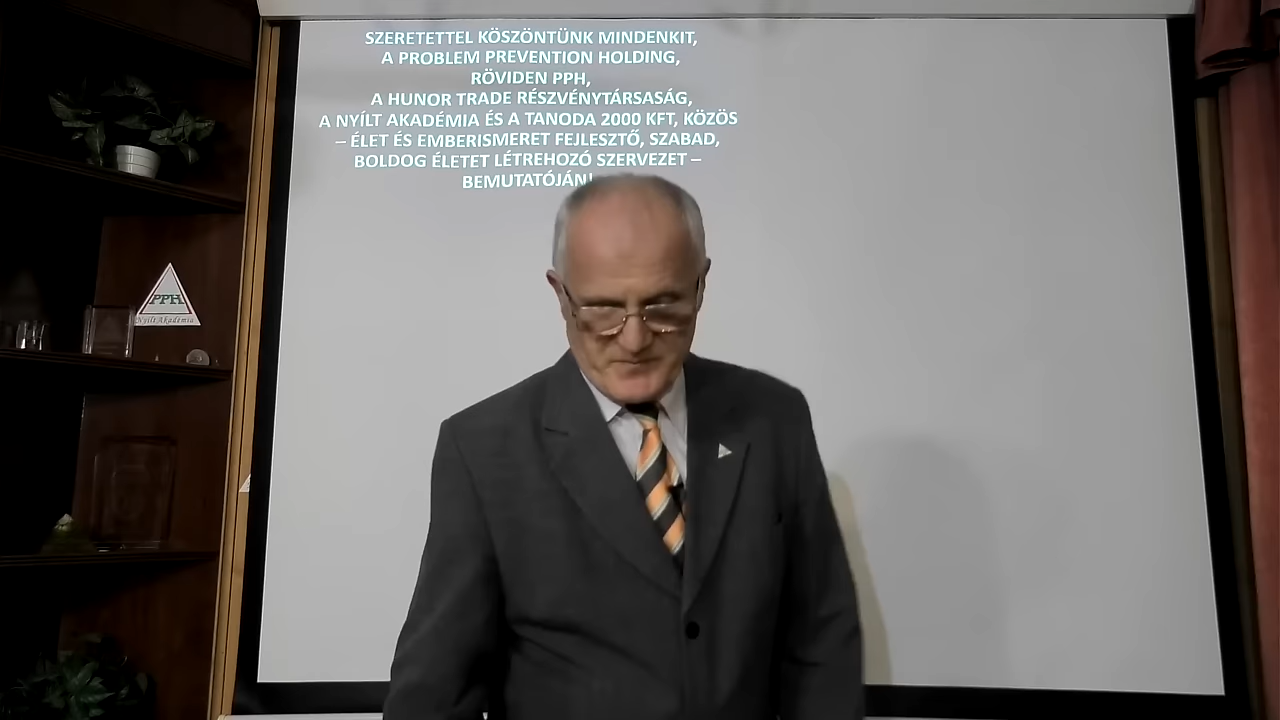 SZERETETTEL KÖSZÖNTÜNK MINDENKIT,
A PROBLEM PREVENTION HOLDING,
RÖVIDEN PPH,
A HUNOR TRADE RÉSZVÉNYTÁRSASÁG,
A NYÍLT AKADÉMIA ÉS A TANODA 2000 KFT, KÖZÖS
– ÉLET ÉS EMBERISMERET FEJLESZTŐ, SZABAD,
BOLDOG ÉLETET LÉTREHOZÓ SZERVEZET –
BEMUTATÓJÁN!
PPH
Nyílt Akadémia